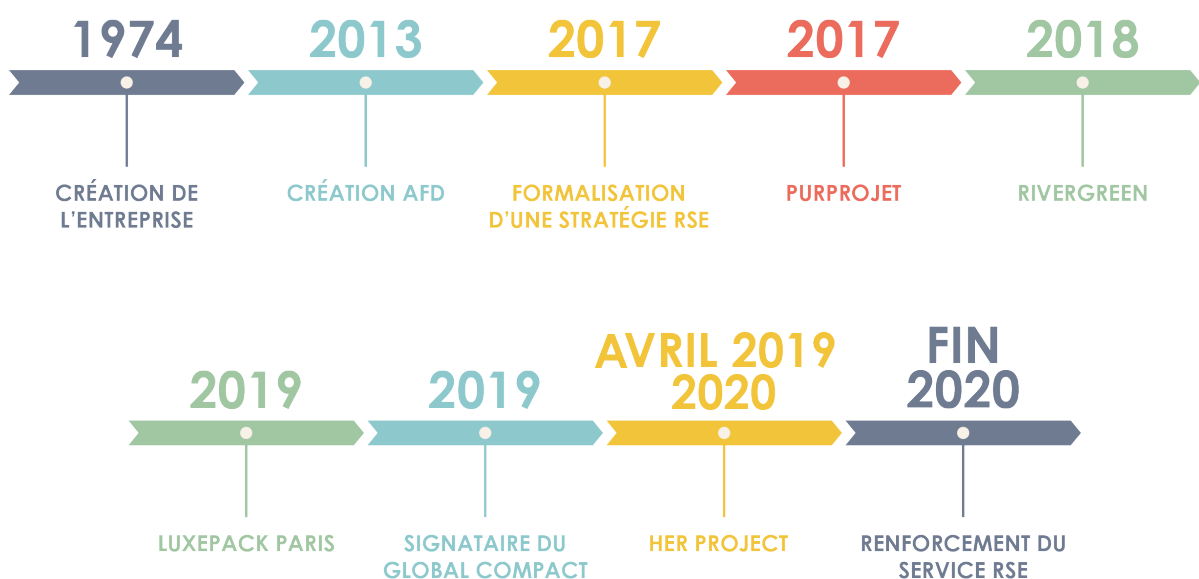 1974
CRÉATION DE
L'ENTREPRISE
2013
CRÉATION AFD
2017
FORMALISATION
D'UNE STRATÉGIE RSE
2017
PURPROJET
2018
RIVERGREEN
2019
LUXEPACK PARIS
2019
SIGNATAIRE DU
GLOBAL COMPACT
AVRIL 2019
2020
HER PROJECT
FIN
2020
RENFORCEMENT DU
SERVICE RSE